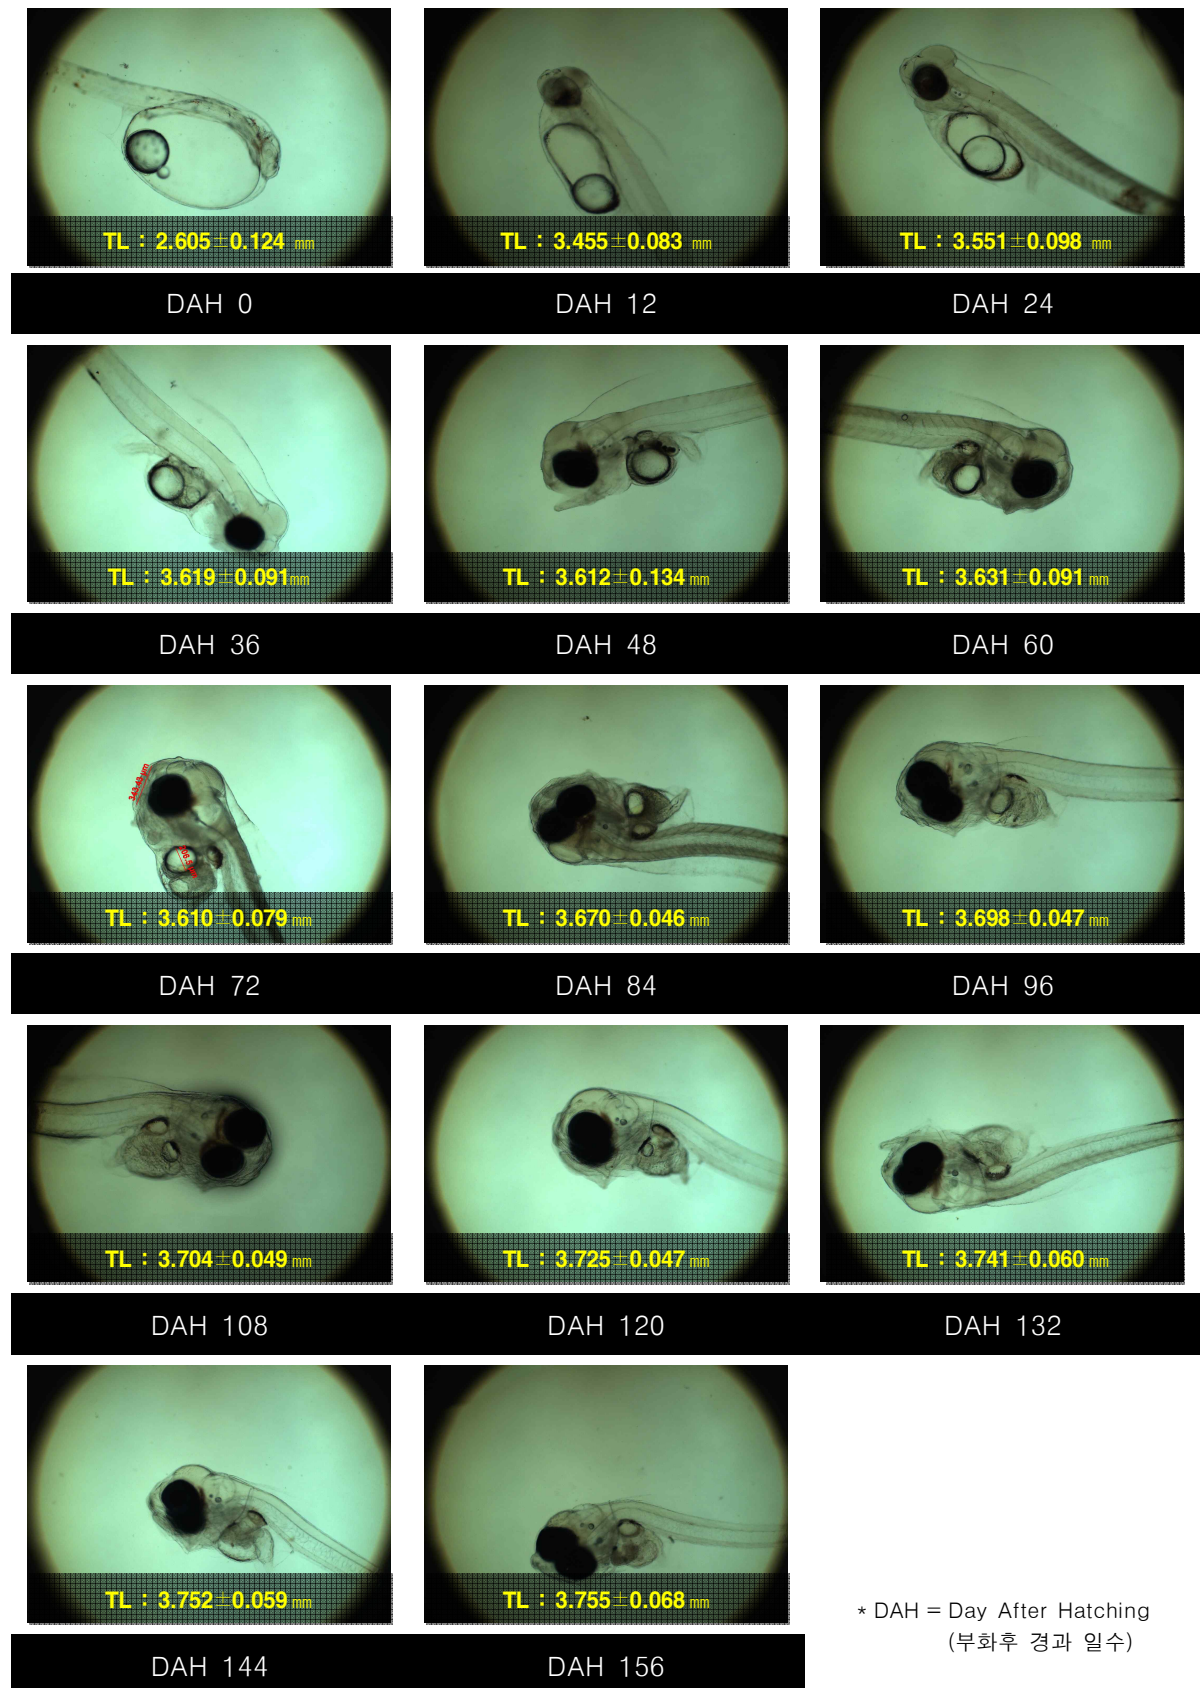 TL : 2.605±0.124 mm
TL : 3.455±0.083 mm
TL : 3.551±0.098 mm
DAH 0
DAH 12
DAH 24
TL : 3.619±0.091mm
TL : 3.612±0.134 mm
TL : 3.631±0.091 mm
DAH 36
DAH 48
DAH 60
TL : 3.610±0.079 mm
TL : 3.670±0.046 mm
TL : 3.698±0.047 mm
DAH 72
DAH 84
DAH 96
TL : 3.704±0.049 mm
TL : 3.725±0.047 mm
TL : 3.741±0.060 mm
DAH 108
DAH 120
DAH 132
TL : 3.752±0.059 mm
TL : 3.755±0.068 mm
DAH 144
DAH 156
* DAH = Day After Hatching
(부화후 경과 일수)